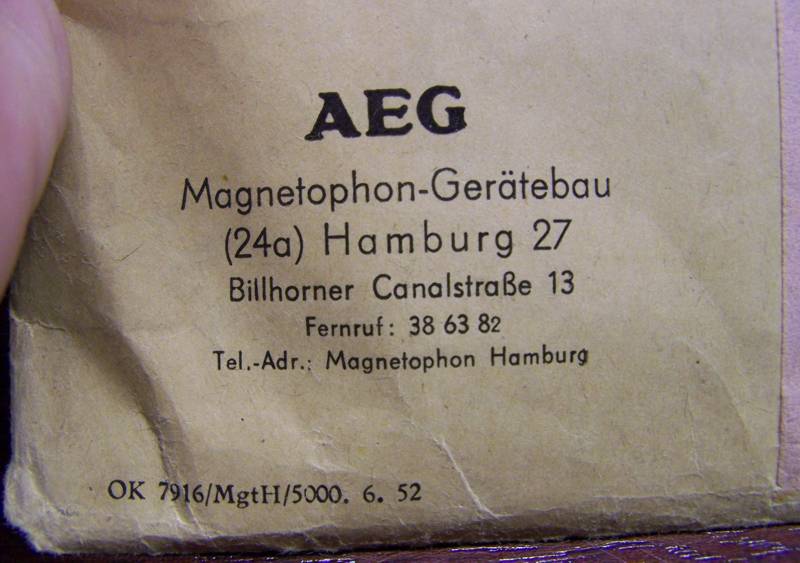 AEG
Magnetophon-Gerätebau
(24a) Hamburg 27
Billhorner Canalstraße 13
Fernruf: 38 63 82
Tel.-Adr.: Magnetophon Hamburg
OK 7916/MgtH/5000. 6. 52